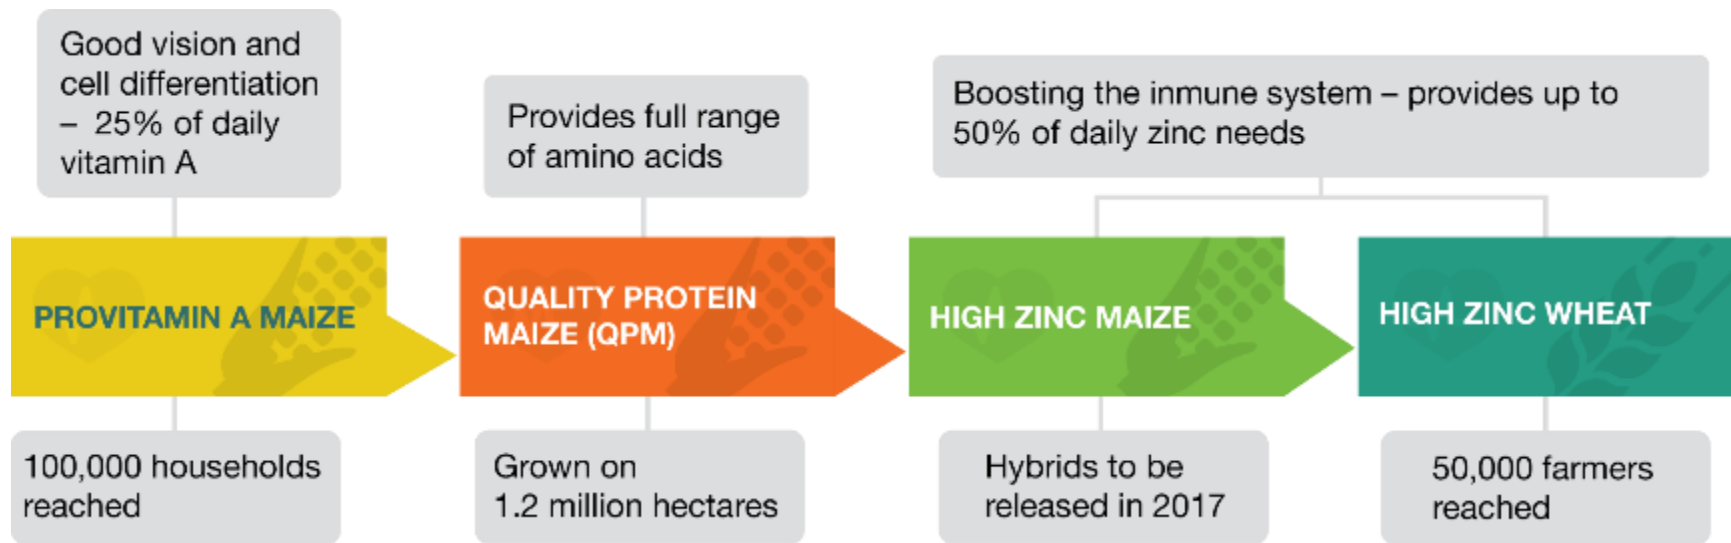 Good vision and
cell differentiation
– 25% of daily
vitamin A
Provides full range
of amino acids
Boosting the inmune system – provides up to
50% of daily zinc needs
PROVITAMIN A MAIZE
QUALITY PROTEIN
MAIZE (QPM)
HIGH ZINC MAIZE
HIGH ZINC WHEAT
100,000 households
reached
Grown on
1.2 million hectares
Hybrids to be
released in 2017
50,000 farmers
reached